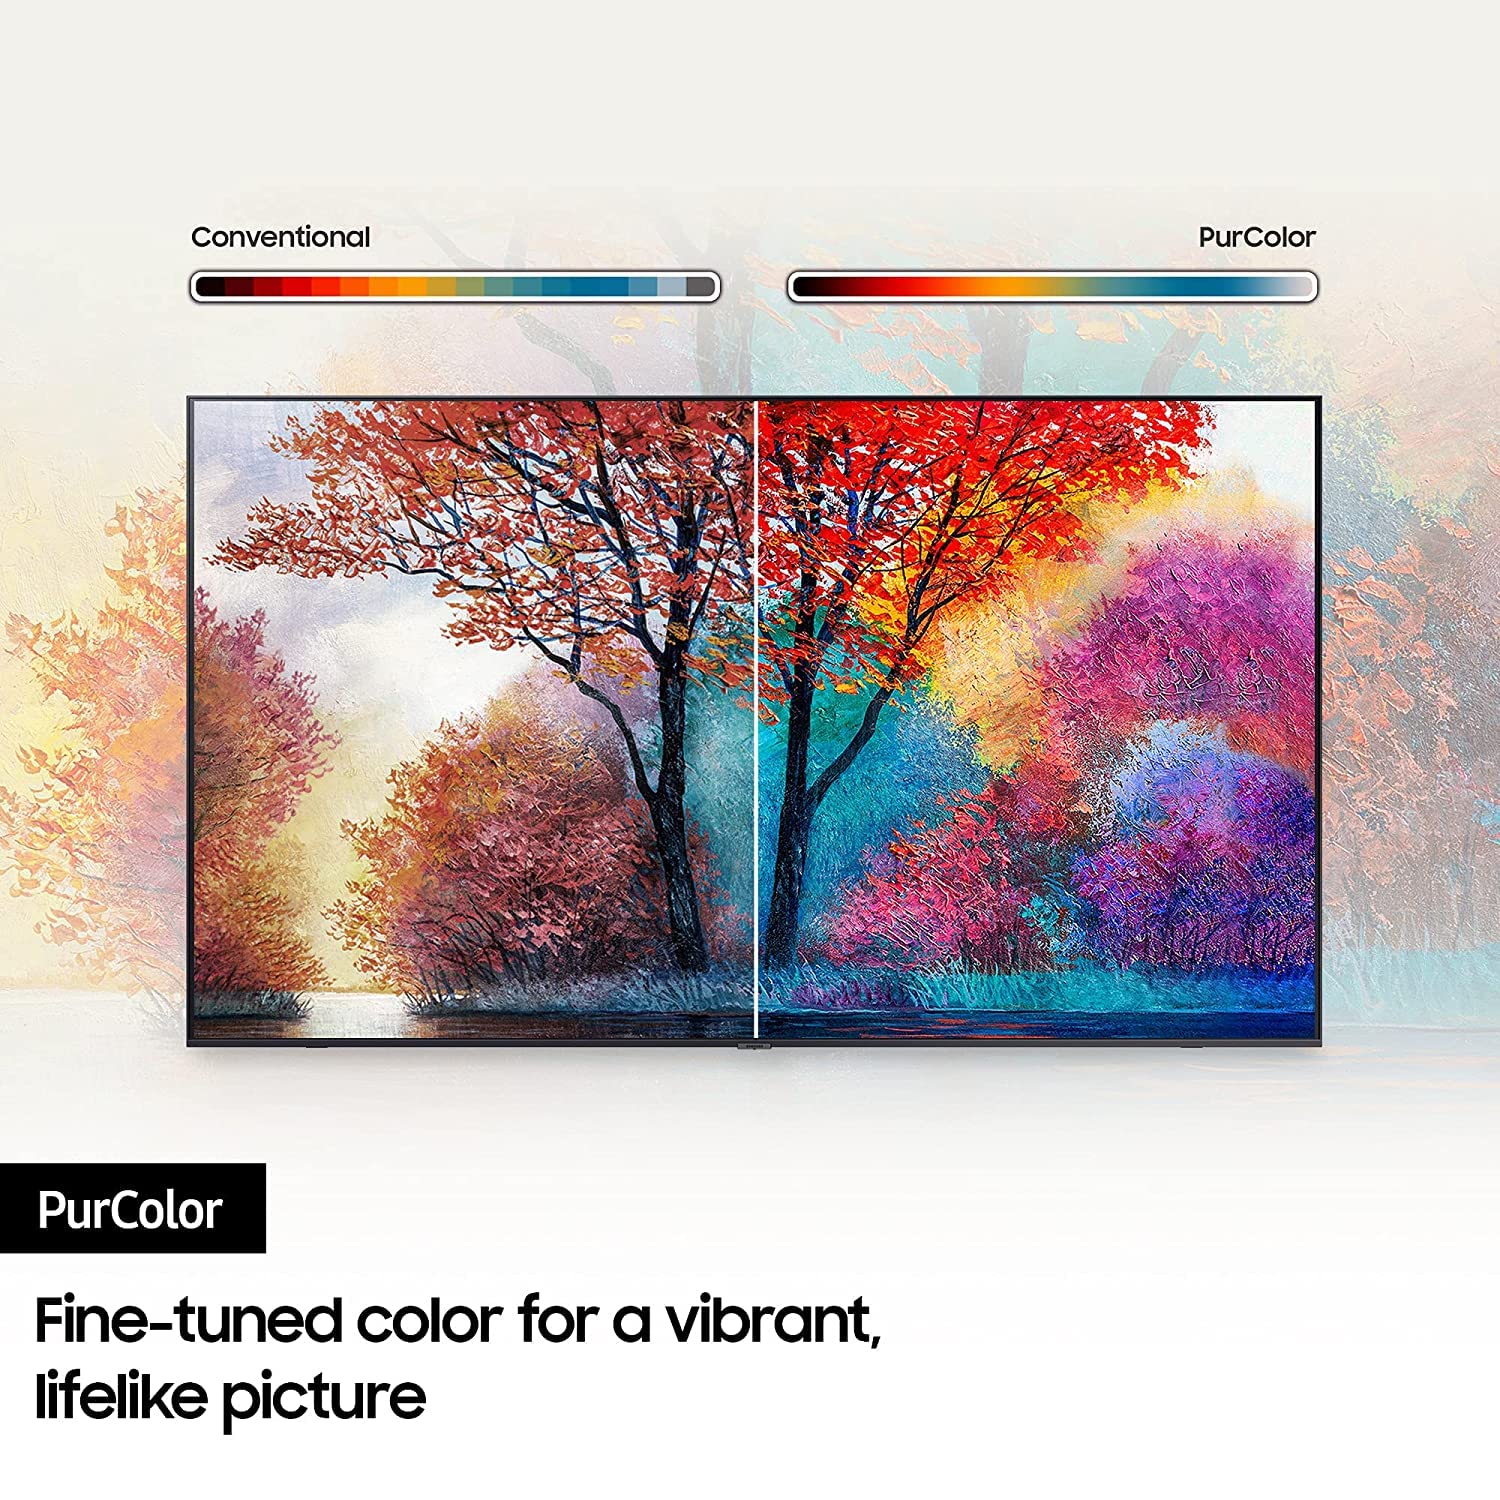 Conventional
PurColor
PurColor
Fine-tuned color for a vibrant,
lifelike picture